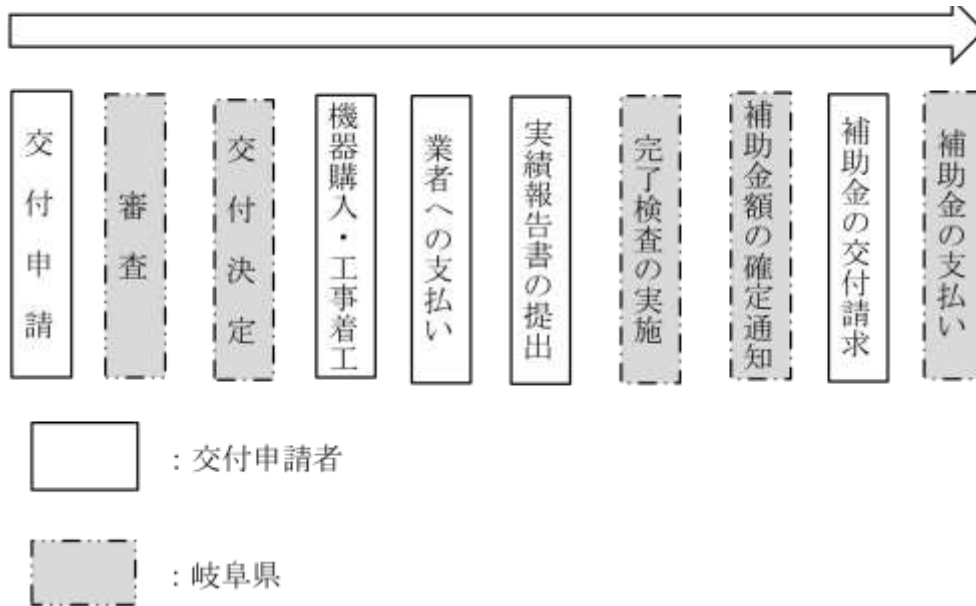 交付申請
審査
交付決定
機器購入・工事着工
業者への支払い
実績報告書の提出
完了検査の実施
補助金額の確定通知
補助金の交付請求
補助金の支払い
：交付申請者
：岐阜県